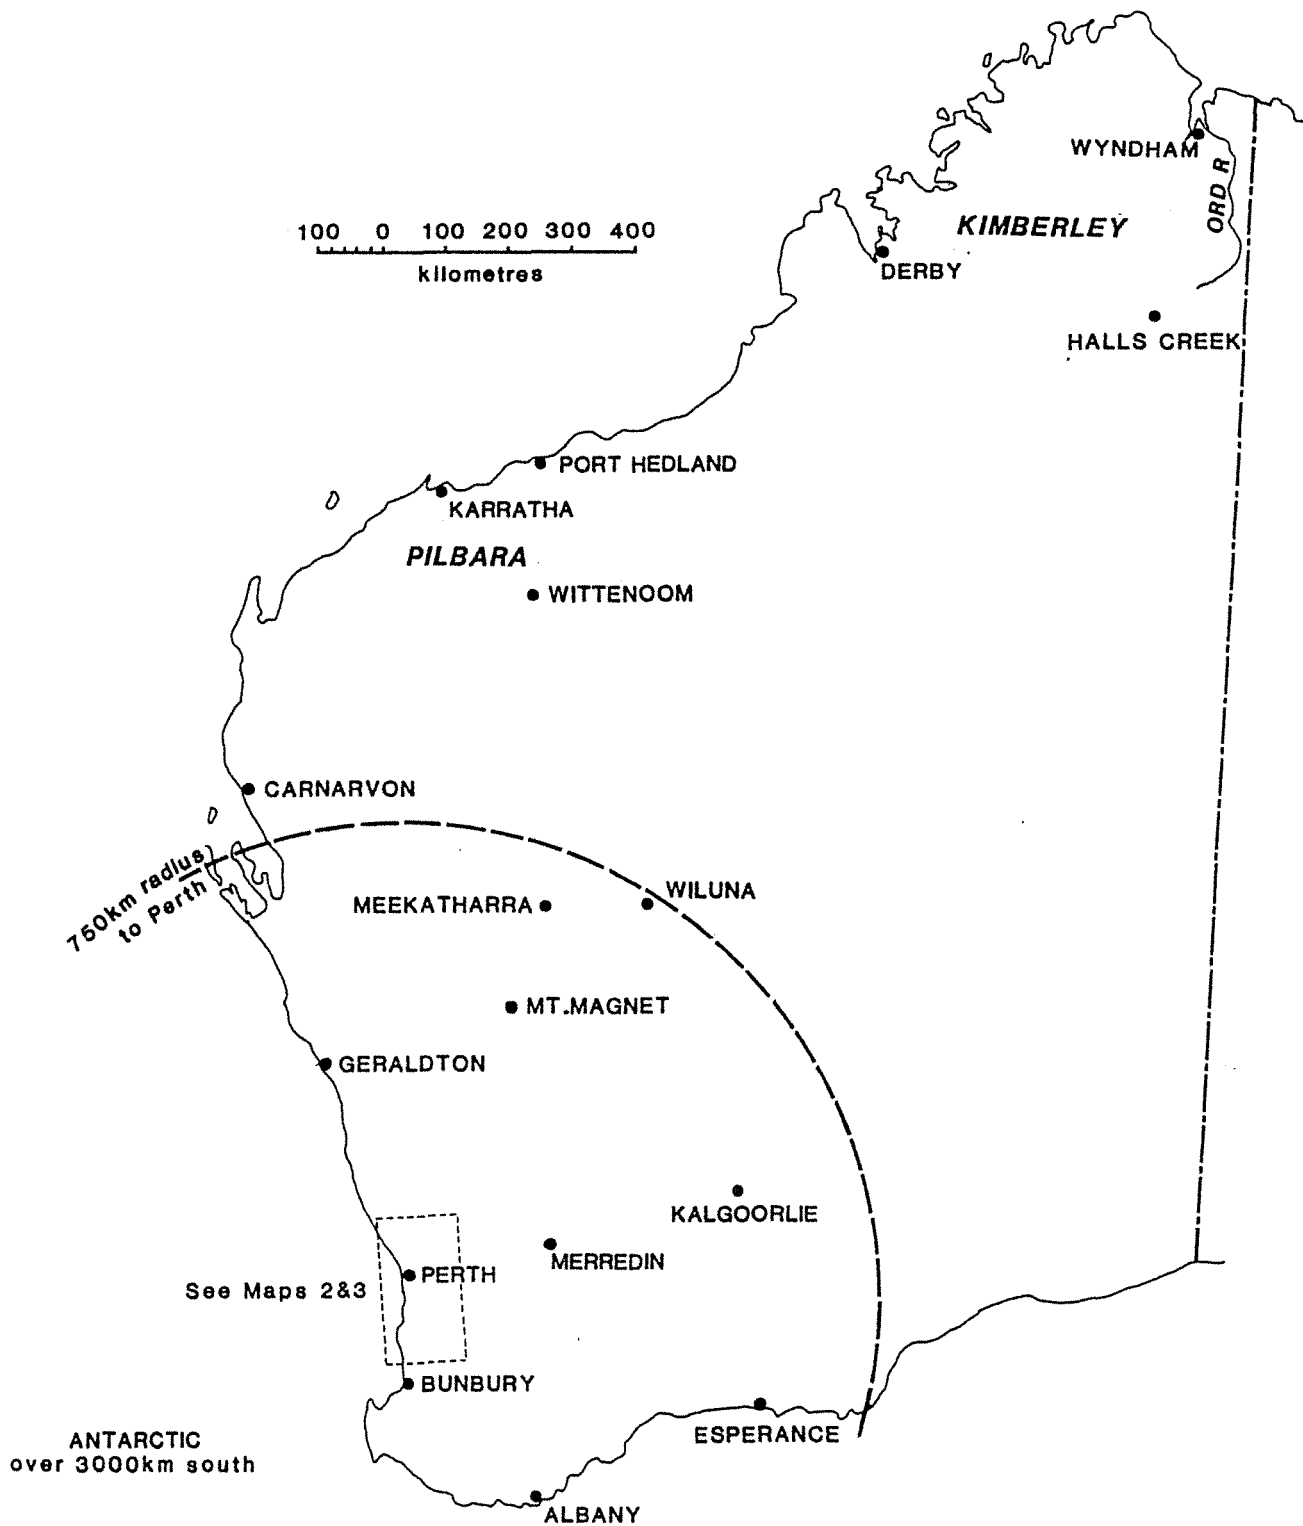 WYNDHAM
ORD R
100 0 100 200 300 400
kilometres
KIMBERLEY
DERBY
HALLS CREEK
PORT HEDLAND
KARRATHA
PILBARA
WITTENOOM
CARNARVON
750km radius
to Perth
WILUNA
MEEKATHARRA
MT.MAGNET
GERALDTON
KALGOORLIE
MERREDIN
PERTH
See Maps 2&3
BUNBURY
ESPERANCE
ANTARCTIC
over 3000km south
ALBANY